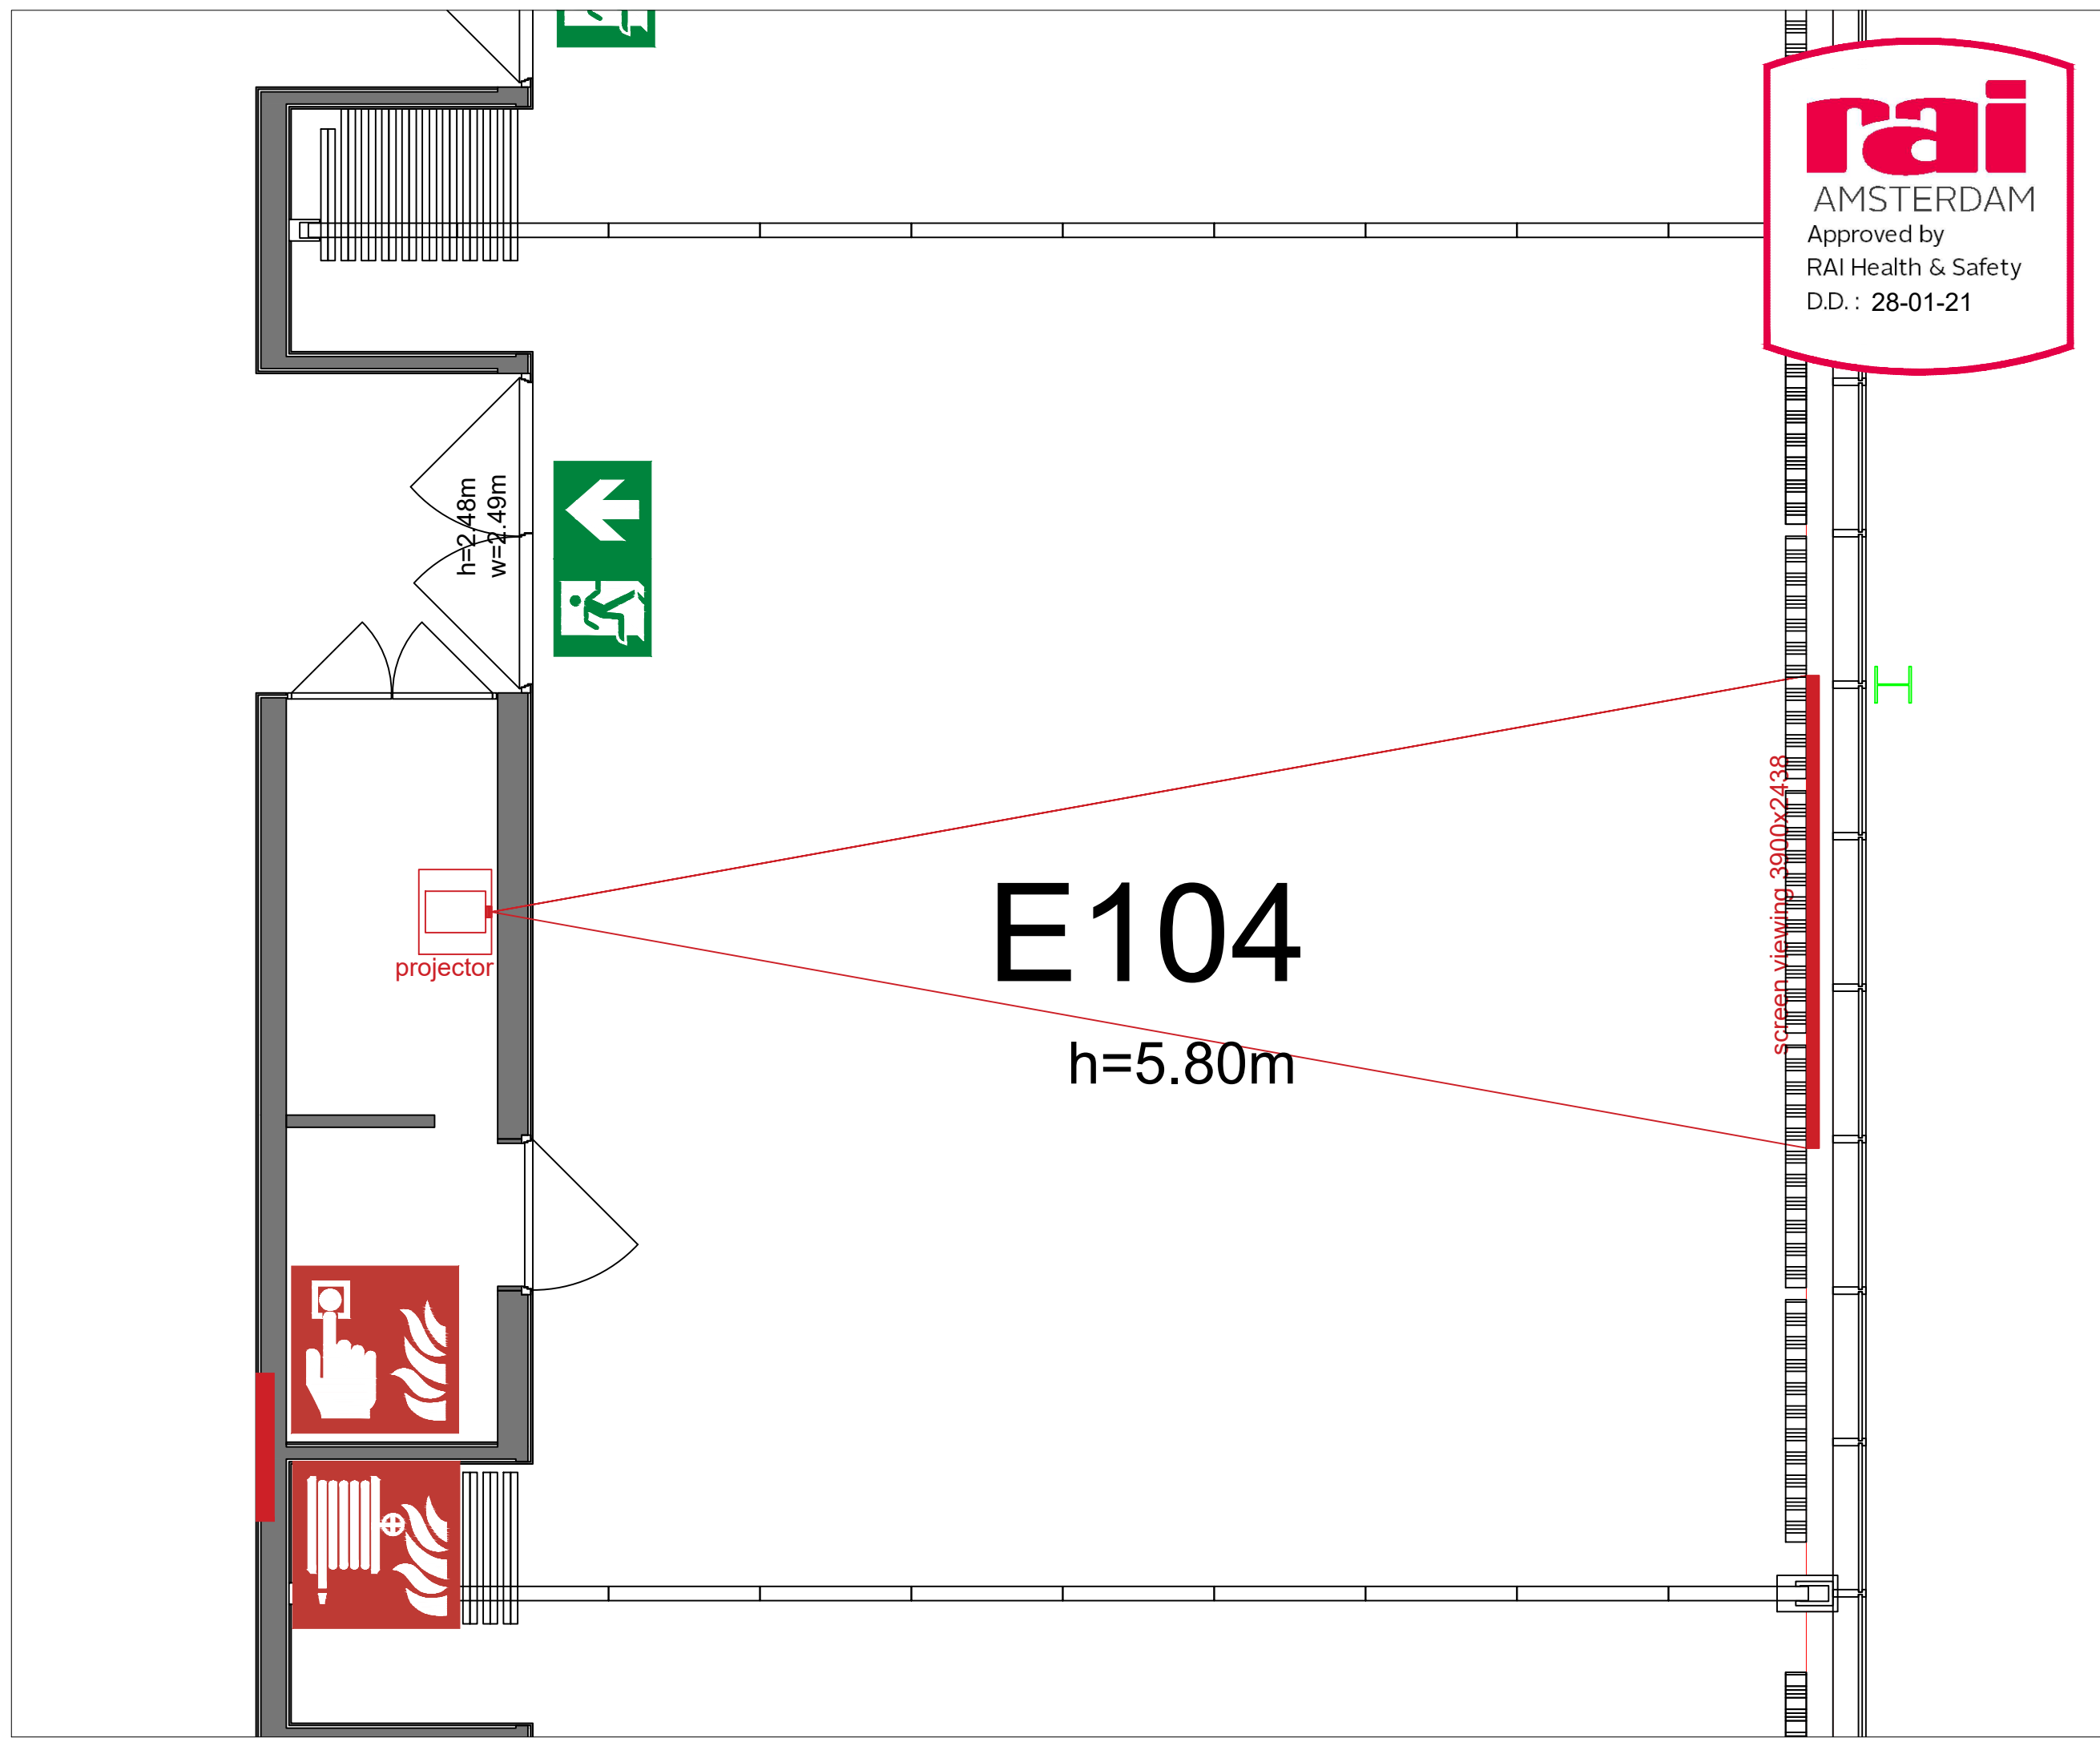 rai
AMSTERDAM
Approved by
RAI Health & Safety
D.D. : 28-01-21
h=2.48m
w=2.49m
screen viewing 3900x2438
E104
projector
h=5.80m